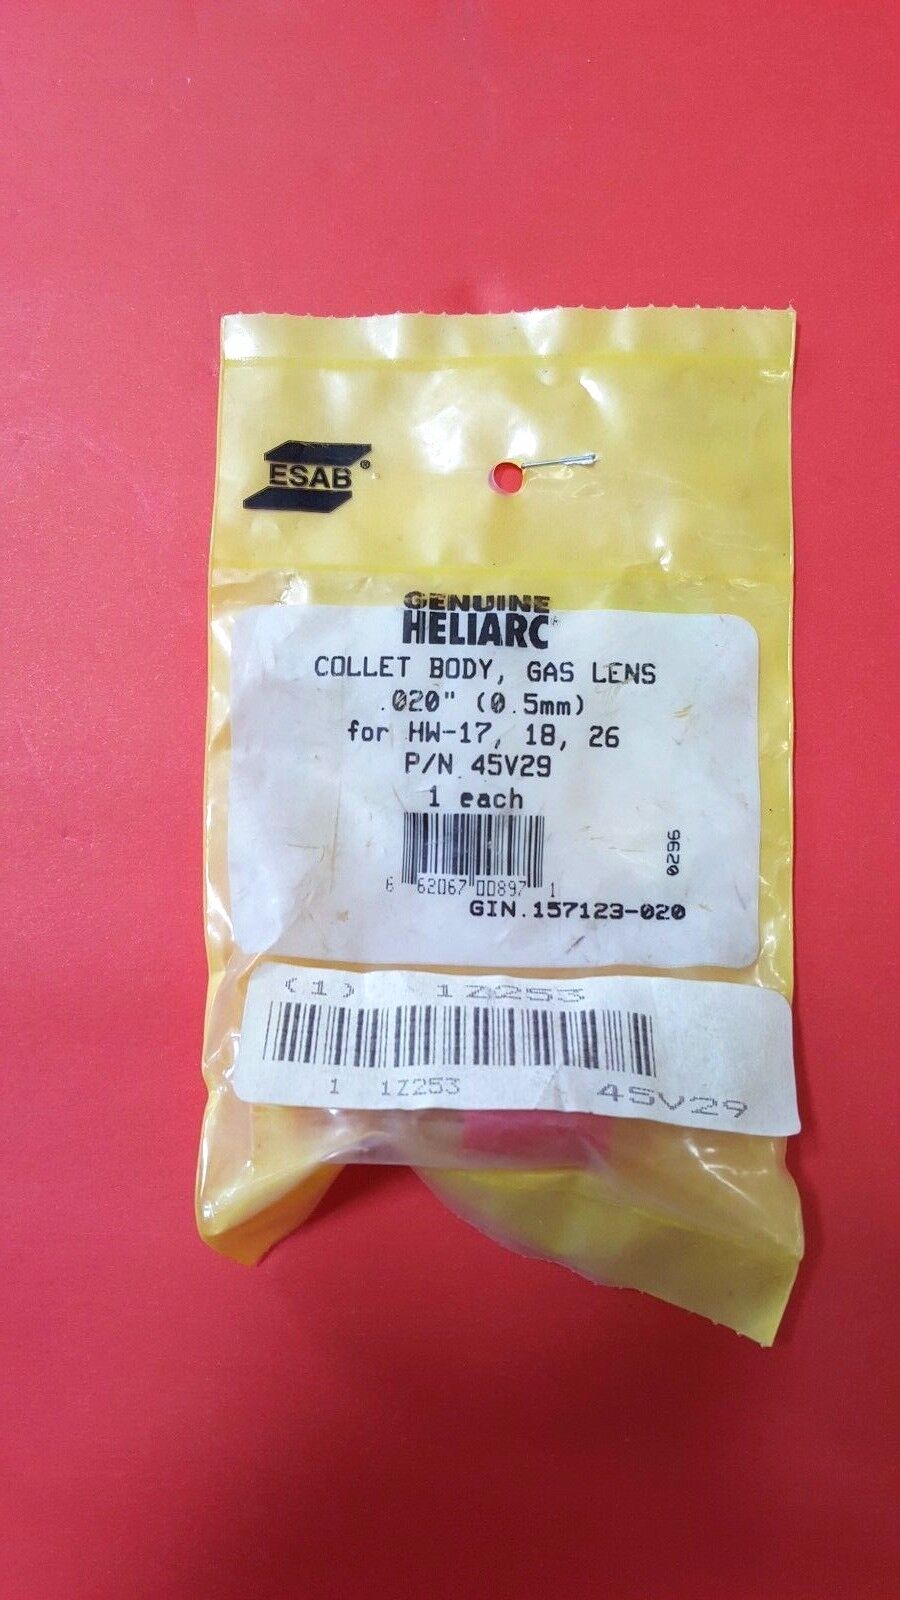 ESAB®
GENUINE
HELIARC®
COLLET BODY, GAS LENS
.020" (0.5mm)
for HW-17, 18, 26
P/N 45V29
1 each
0296
6 62067 00897 1
GIN.157123-020
(1) 1Z253
1 1Z253 45V29